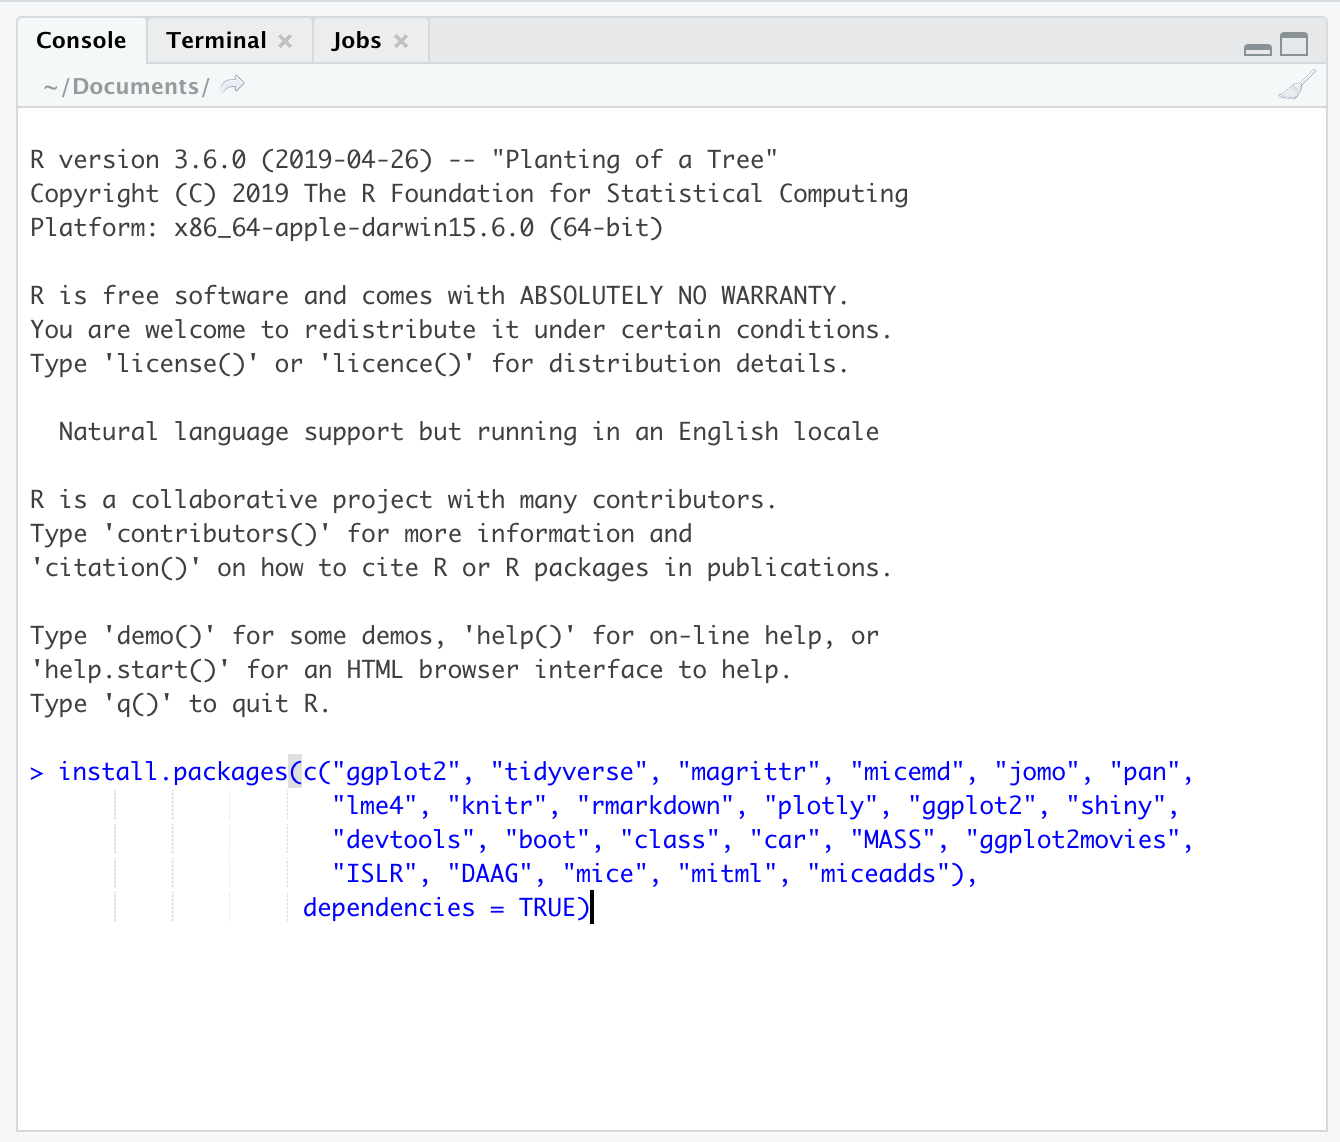 Console Terminal × Jobs ×
~/Documents/
R version 3.6.0 (2019-04-26) -- "Planting of a Tree"
Copyright (C) 2019 The R Foundation for Statistical Computing
Platform: x86_64-apple-darwin15.6.0 (64-bit)
R is free software and comes with ABSOLUTELY NO WARRANTY.
You are welcome to redistribute it under certain conditions.
Type 'license()' or 'licence()' for distribution details.
Natural language support but running in an English locale
R is a collaborative project with many contributors.
Type 'contributors()' for more information and
'citation()' on how to cite R or R packages in publications.
Type 'demo()' for some demos, 'help()' for on-line help, or
'help.start()' for an HTML browser interface to help.
Type 'q()' to quit R.
> install.packages(c("ggplot2", "tidyverse", "magrittr", "micemd", "jomo", "pan",
"lme4", "knitr", "rmarkdown", "plotly", "ggplot2", "shiny",
"devtools", "boot", "class", "car", "MASS", "ggplot2movies",
"ISLR", "DAAG", "mice", "mitml", "miceadds"),
dependencies = TRUE)